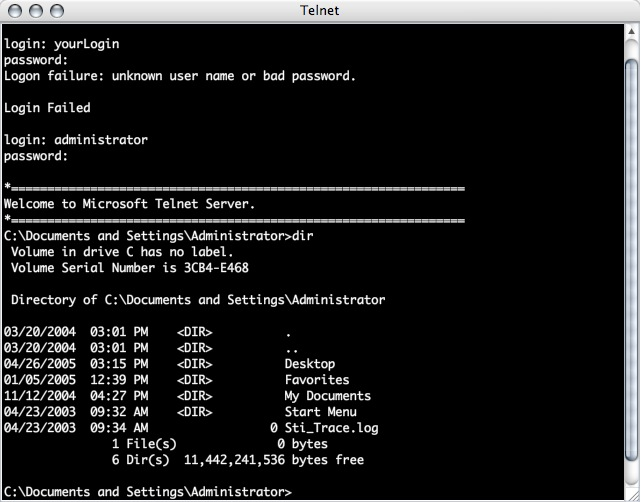 Telnet
login: yourLogin
password:
Logon failure: unknown user name or bad password.
Login Failed
login: administrator
password:
*===============================================================
Welcome to Microsoft Telnet Server.
*===============================================================
C:\Documents and Settings\Administrator>dir
 Volume in drive C has no label.
 Volume Serial Number is 3CB4-E468
 Directory of C:\Documents and Settings\Administrator
03/20/2004  03:01 PM    <DIR>          .
03/20/2004  03:01 PM    <DIR>          ..
04/26/2005  03:15 PM    <DIR>          Desktop
01/05/2005  12:39 PM    <DIR>          Favorites
11/12/2004  04:27 PM    <DIR>          My Documents
04/23/2003  09:32 AM    <DIR>          Start Menu
04/23/2003  09:34 AM                 0 Sti_Trace.log
               1 File(s)              0 bytes
               6 Dir(s)  11,442,241,536 bytes free
C:\Documents and Settings\Administrator>